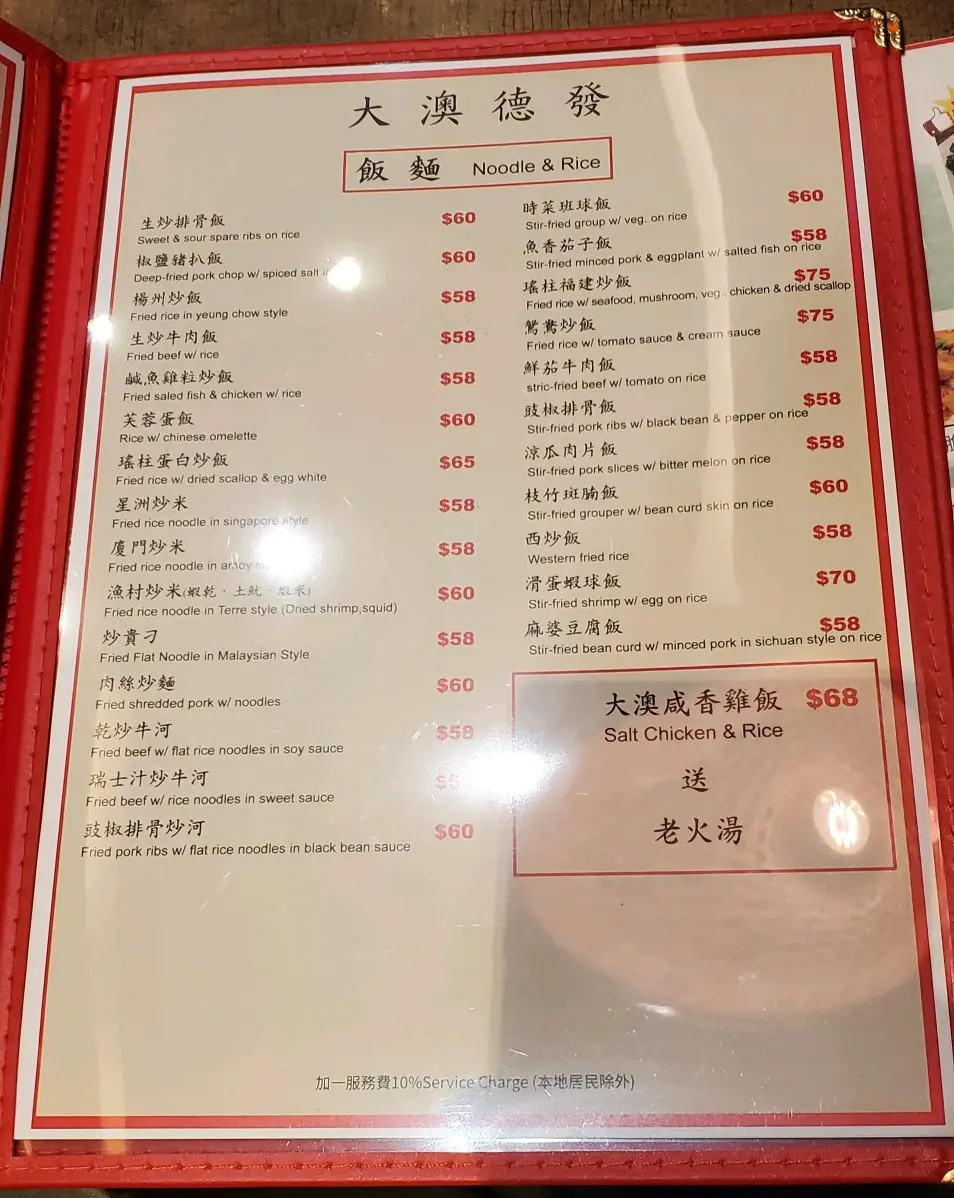 大澳德發
飯麵 Noodle & Rice
生炒排骨飯 $60
Sweet & sour spare ribs on rice
椒鹽豬扒飯 $60
Deep-fried pork chop w/ spiced salt
楊州炒飯 $58
Fried rice in yeung chow style
生炒牛肉飯 $58
Fried beef w/ rice
鹹魚雞粒炒飯 $58
Fried saled fish & chicken w/ rice
芙蓉蛋飯 $60
Rice w/ chinese omelette
瑤柱蛋白炒飯 $65
Fried rice w/ dried scallop & egg white
星洲炒米 $58
Fried rice noodle in singapore style
廈門炒米 $58
Fried rice noodle in amoy
漁村炒米(蝦乾,土魷,蝦米) $60
Fried rice noodle in Terre style (Dried shrimp,squid)
炒貴刁 $58
Fried Flat Noodle in Malaysian Style
肉絲炒麵 $60
Fried shredded pork w/ noodles
乾炒牛河 $58
Fried beef w/ flat rice noodles in soy sauce
瑞士汁炒牛河
Fried beef w/ rice noodles in sweet sauce
豉椒排骨炒河 $60
Fried pork ribs w/ flat rice noodles in black bean sauce
時菜班球飯 $60
Stir-fried group w/ veg. on rice
魚香茄子飯 $58
Stir-fried minced pork & eggplant w/ salted fish on rice
瑤柱福建炒飯 $75
Fried rice w/ seafood, mushroom, veg., chicken & dried scallop
鴛鴦炒飯 $75
Fried rice w/ tomato sauce & cream sauce
鮮茄牛肉飯 $58
stric-fried beef w/ tomato on rice
豉椒排骨飯 $58
Stir-fried pork ribs w/ black bean & pepper on rice
涼瓜肉片飯 $58
Stir-fried pork slices w/ bitter melon on rice
枝竹斑腩飯 $60
Stir-fried grouper w/ bean curd skin on rice
西炒飯 $58
Western fried rice
滑蛋蝦球飯 $70
Stir-fried shrimp w/ egg on rice
麻婆豆腐飯 $58
Stir-fried bean curd w/ minced pork in sichuan style on rice
大澳咸香雞飯 $68
Salt Chicken & Rice
送
老火湯
加一服務費10%Service Charge (本地居民除外)